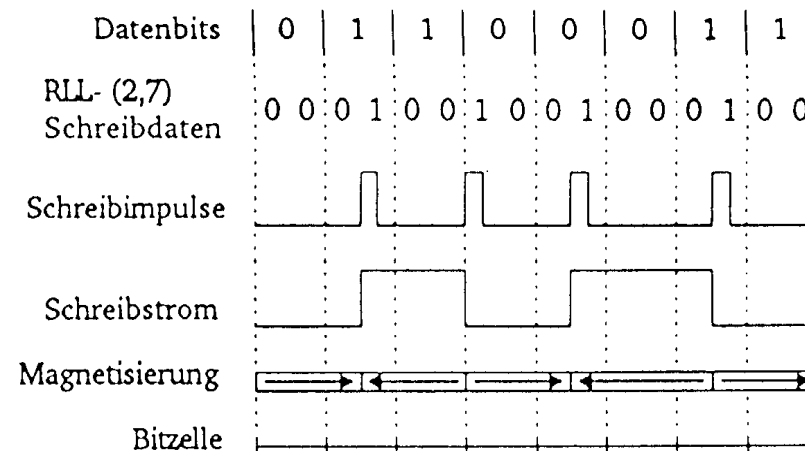 Datenbits | 0 | 1 | 1 | 0 | 0 | 0 | 1 | 1
RLL- (2,7)
Schreibdaten 0 0 0 1 0 0 1 0 0 1 0 0 0 1 0 0
Schreibimpulse
Schreibstrom
Magnetisierung
Bitzelle